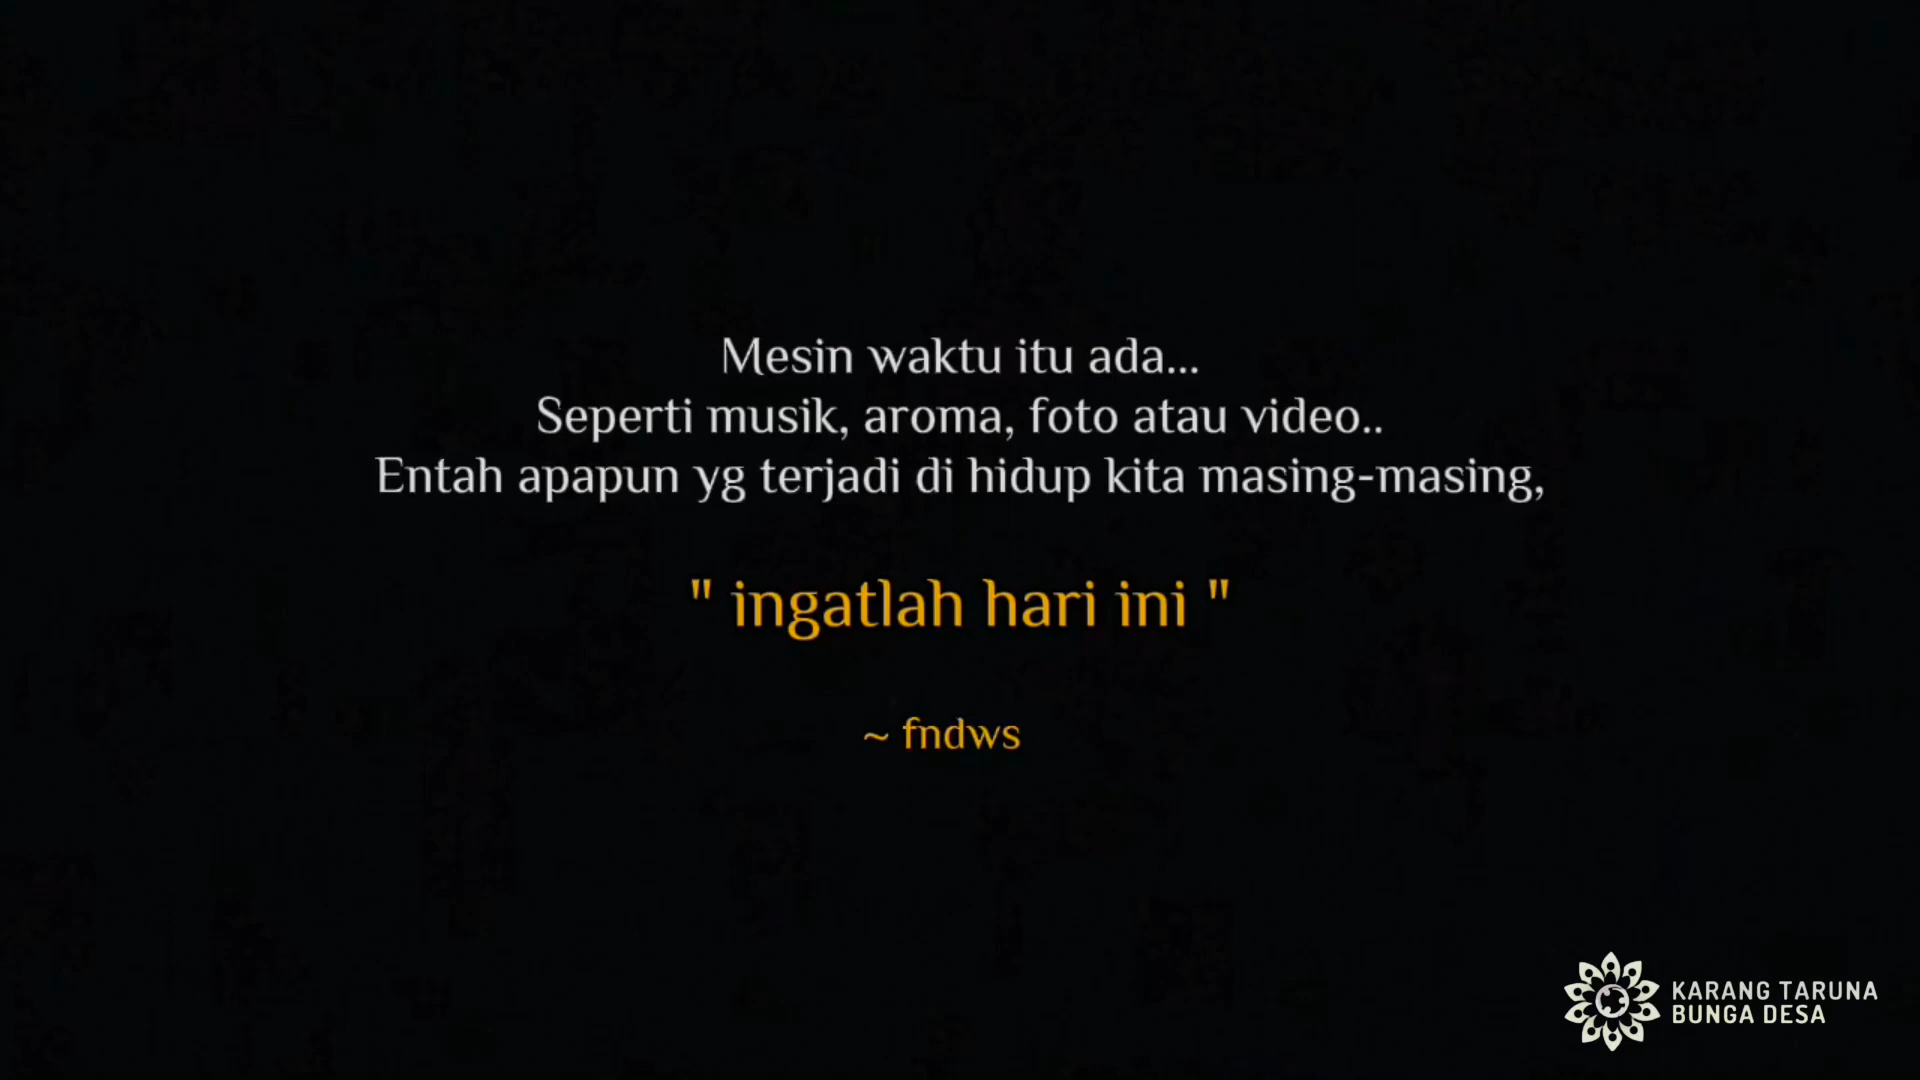 Mesin waktu itu ada...
Seperti musik, aroma, foto atau video..
Entah apapun yg terjadi di hidup kita masing-masing,
" ingatlah hari ini "
~ fndws
KARANG TARUNA
BUNGA DESA